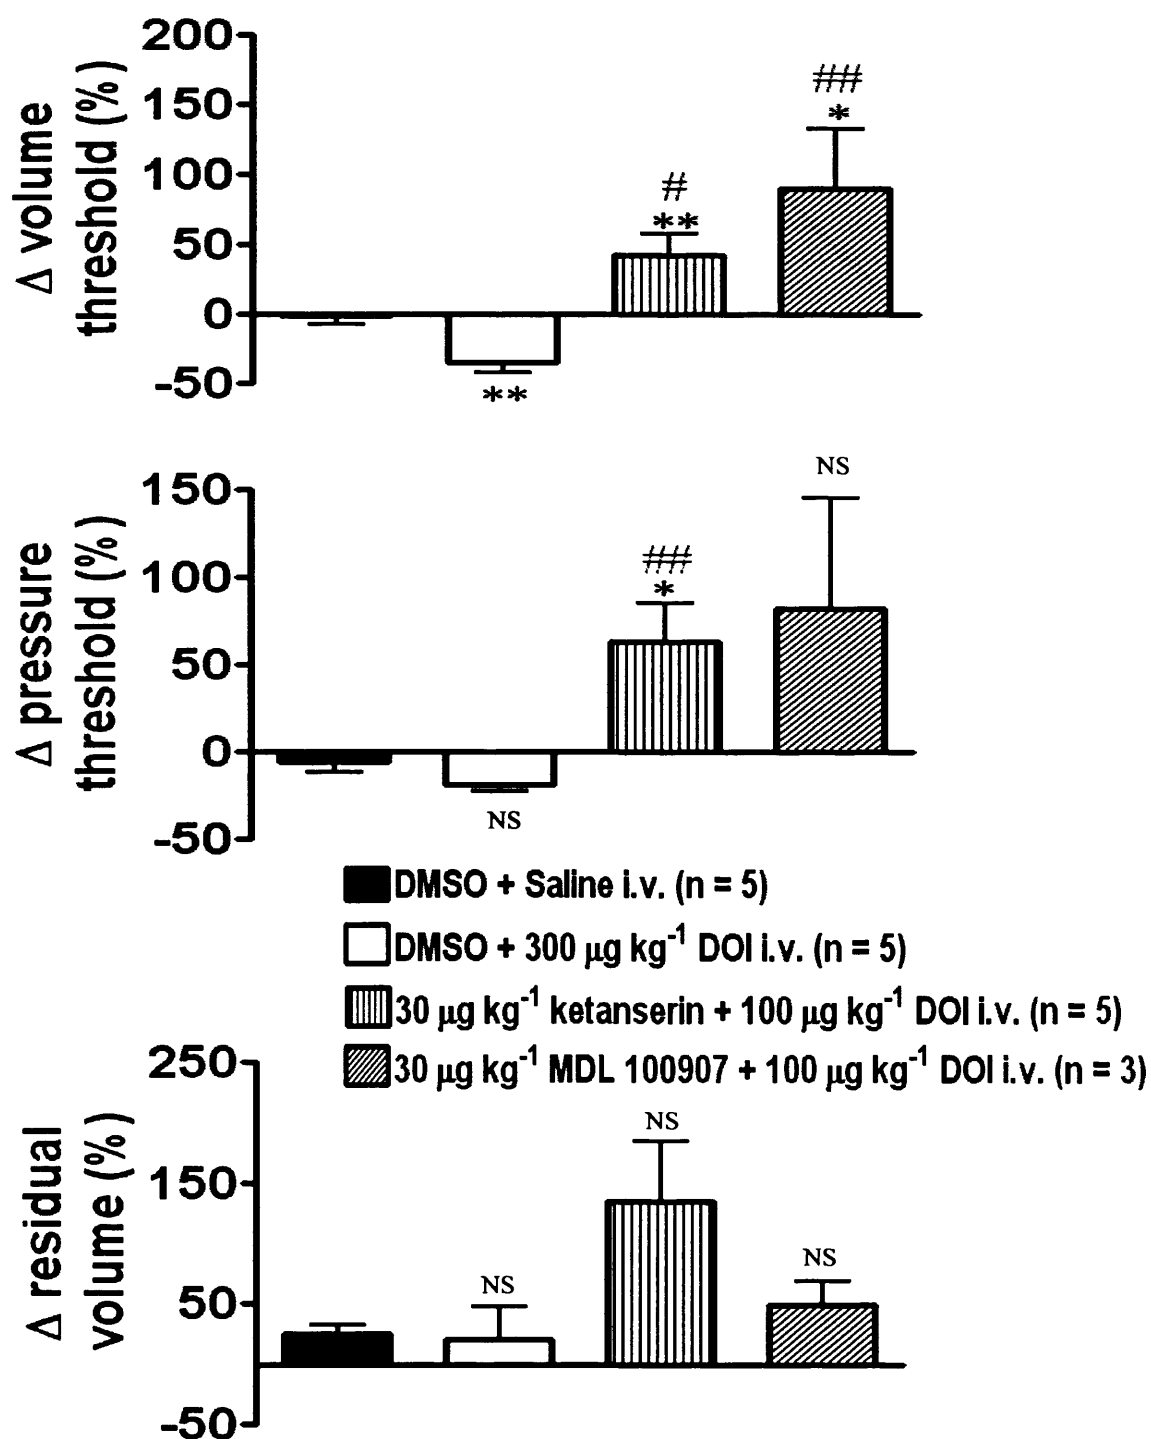 200
150
100
50
0
-50
Δ volume
threshold (%)
##
*
#
**
**
150
100
50
0
-50
Δ pressure
threshold (%)
NS
##
*
NS
DMSO + Saline i.v. (n = 5)
DMSO + 300 μg kg⁻¹ DOI i.v. (n = 5)
30 μg kg⁻¹ ketanserin + 100 μg kg⁻¹ DOI i.v. (n = 5)
30 μg kg⁻¹ MDL 100907 + 100 μg kg⁻¹ DOI i.v. (n = 3)
250
150
50
-50
Δ residual
volume (%)
NS
NS
NS